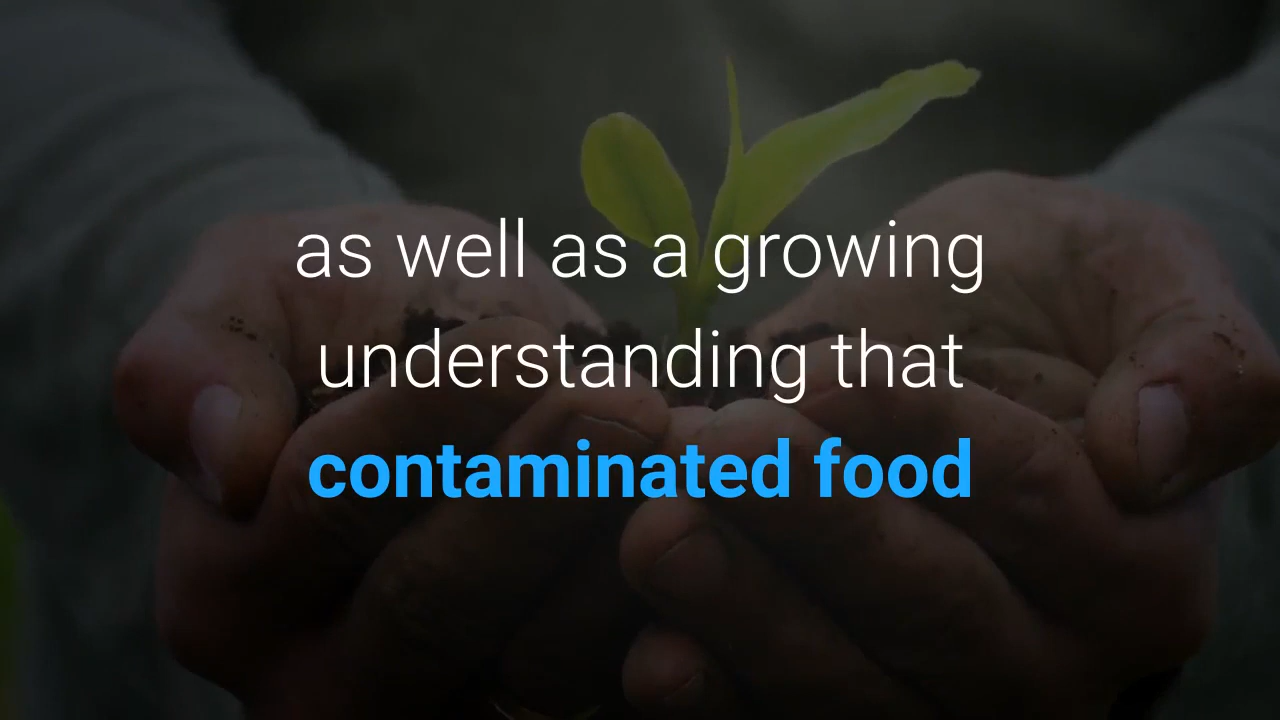 as well as a growing
understanding that
contaminated food